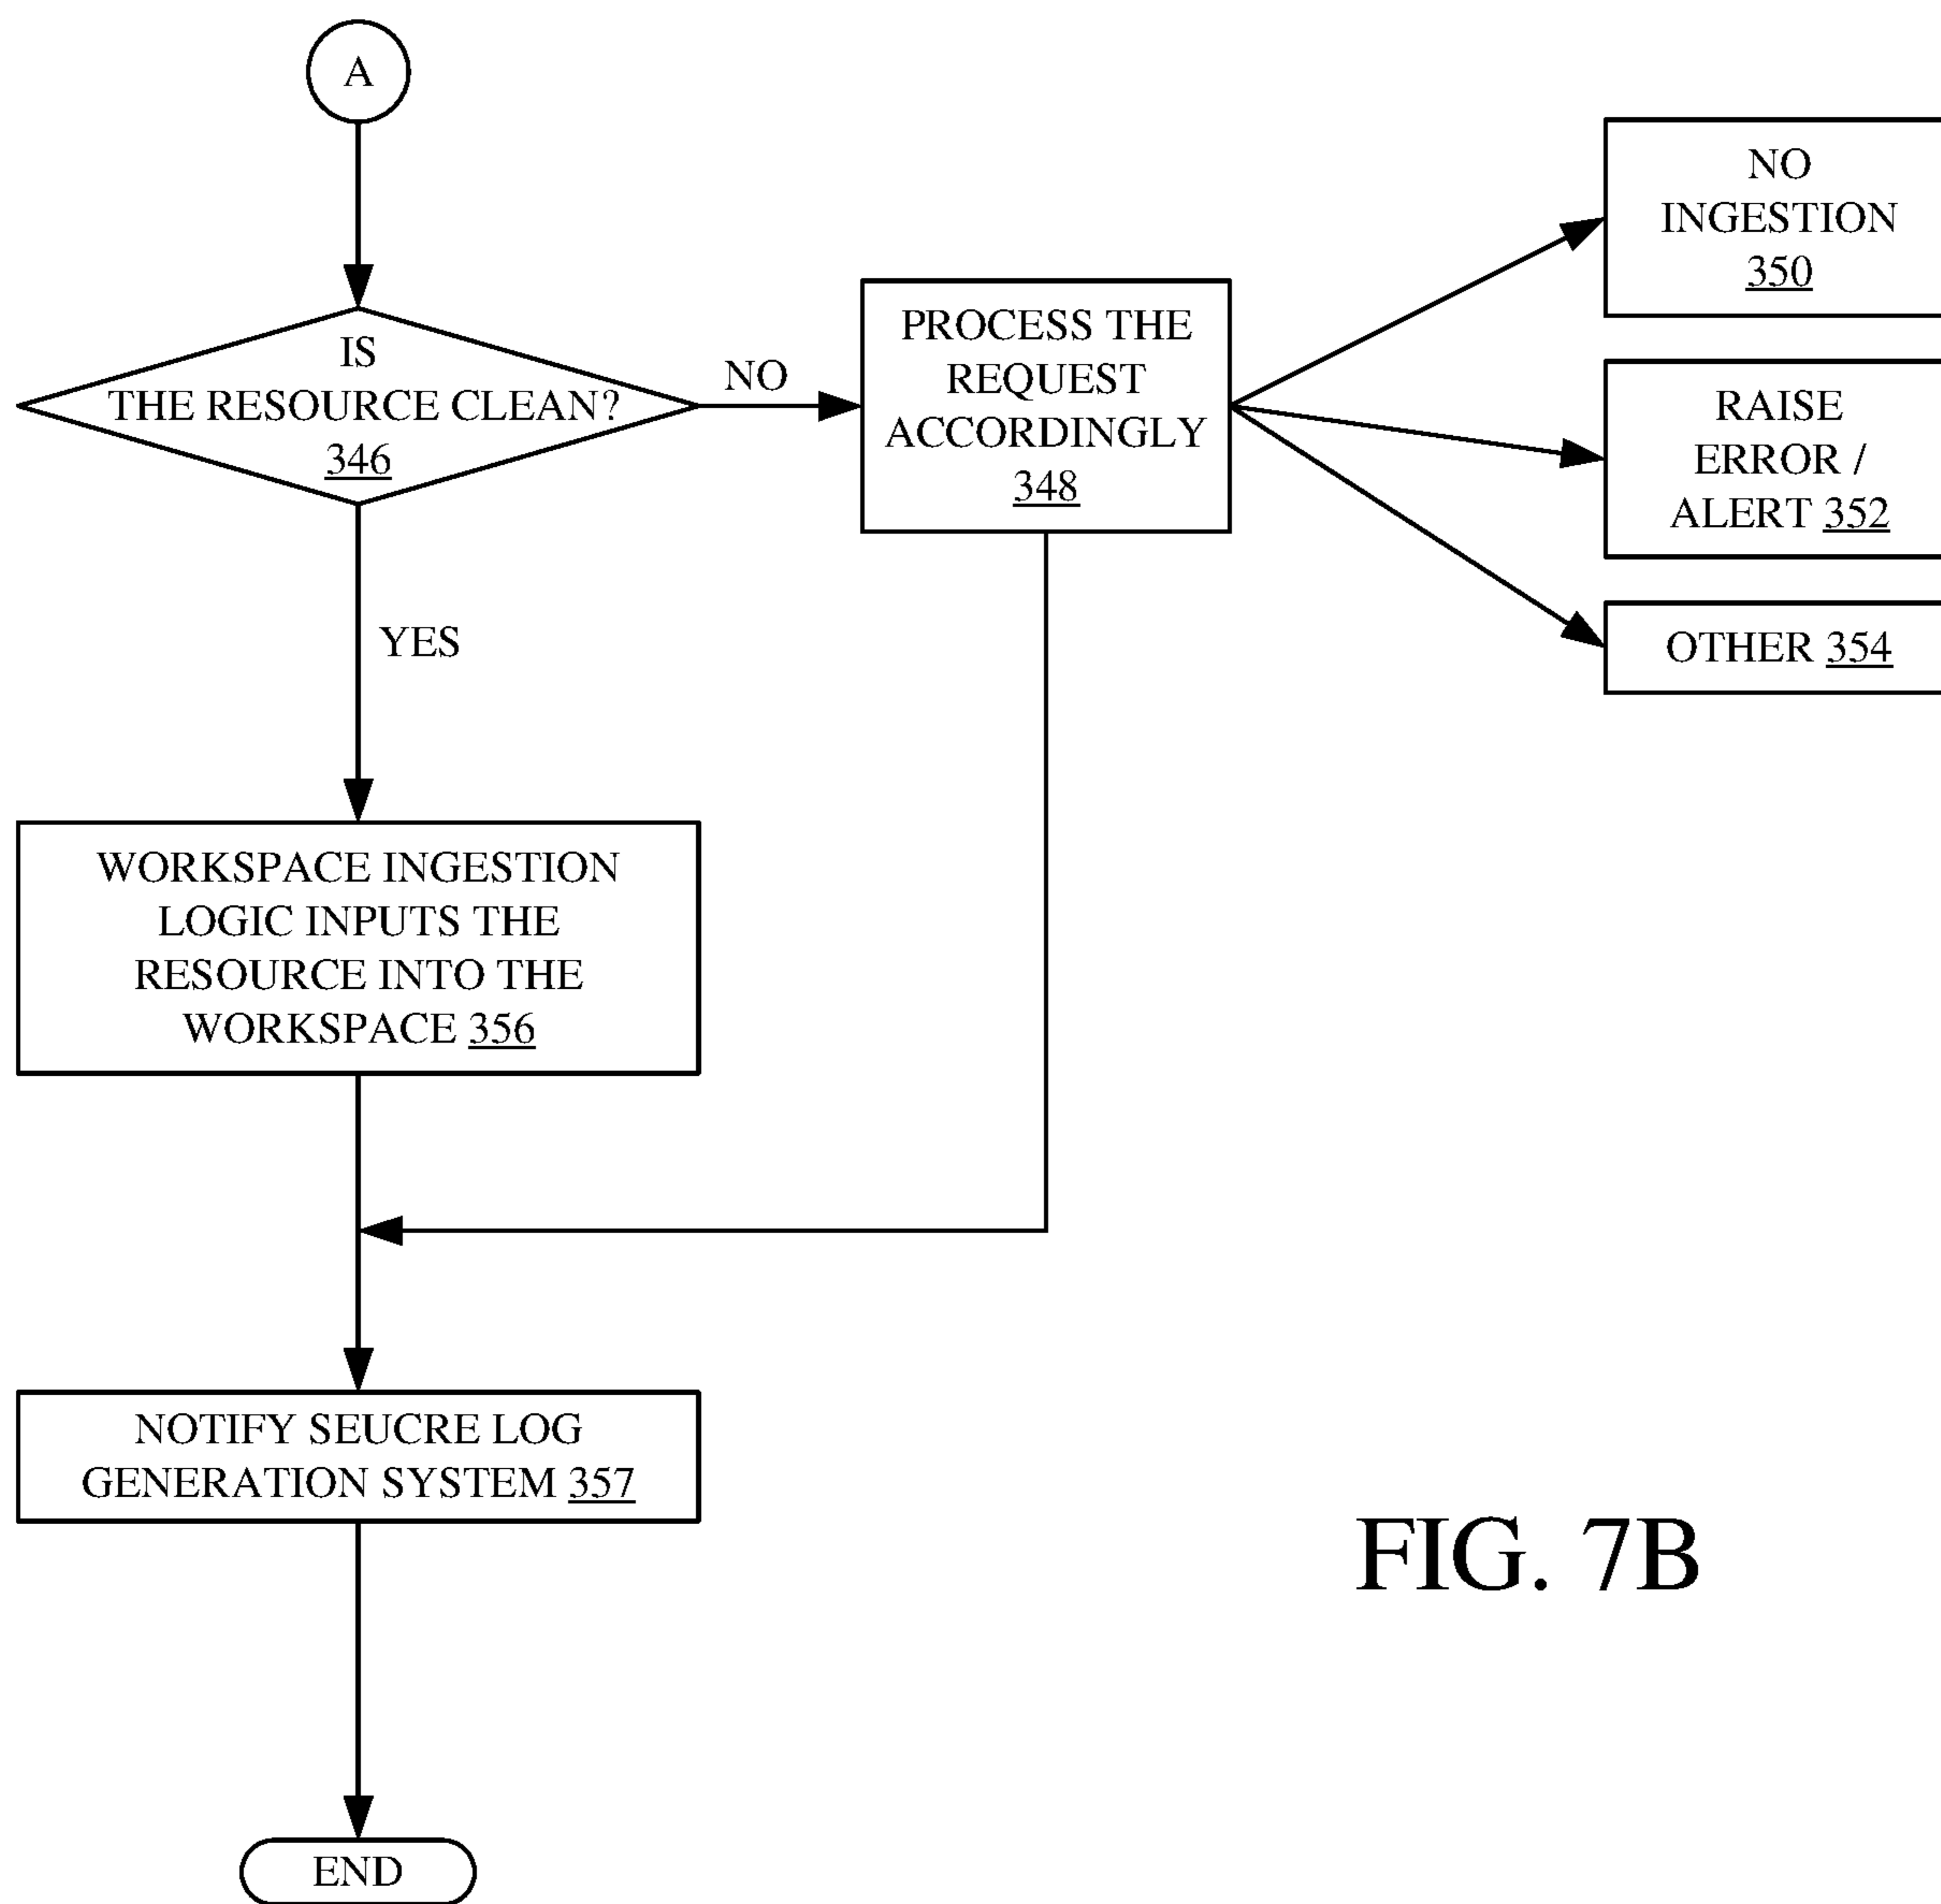 A
IS
THE RESOURCE CLEAN?
346
NO
PROCESS THE
REQUEST
ACCORDINGLY
348
NO
INGESTION
350
RAISE
ERROR /
ALERT 352
OTHER 354
YES
WORKSPACE INGESTION
LOGIC INPUTS THE
RESOURCE INTO THE
WORKSPACE 356
NOTIFY SEUCRE LOG
GENERATION SYSTEM 357
END
FIG. 7B